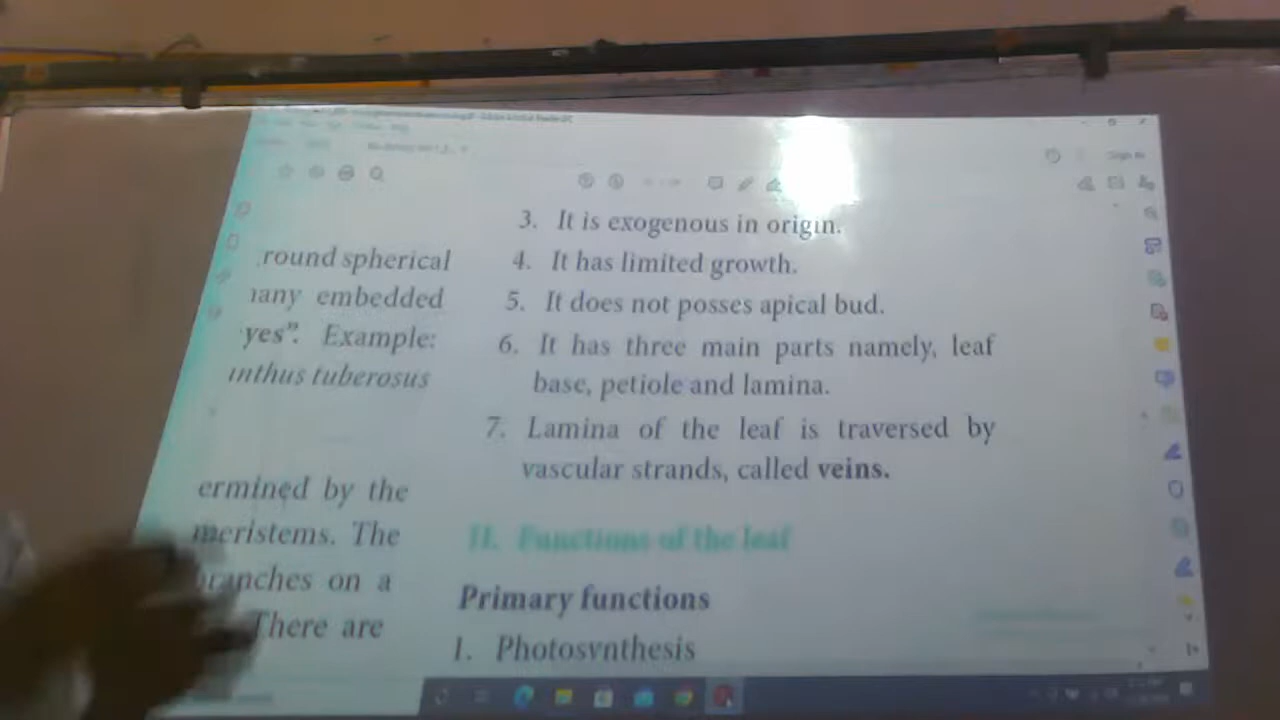 Sign In
round spherical
embedded
yes”. Example:
tuberosus
ermined by the
meristems. The
branches on a
There are
3. It is exogenous in origin.
4. It has limited growth.
5. It does not posses apical bud.
6. It has three main parts namely, leaf
base, petiole and lamina.
7. Lamina of the leaf is traversed by
vascular strands, called veins.
II. Functions of the leaf
Primary functions
1. Photosynthesis